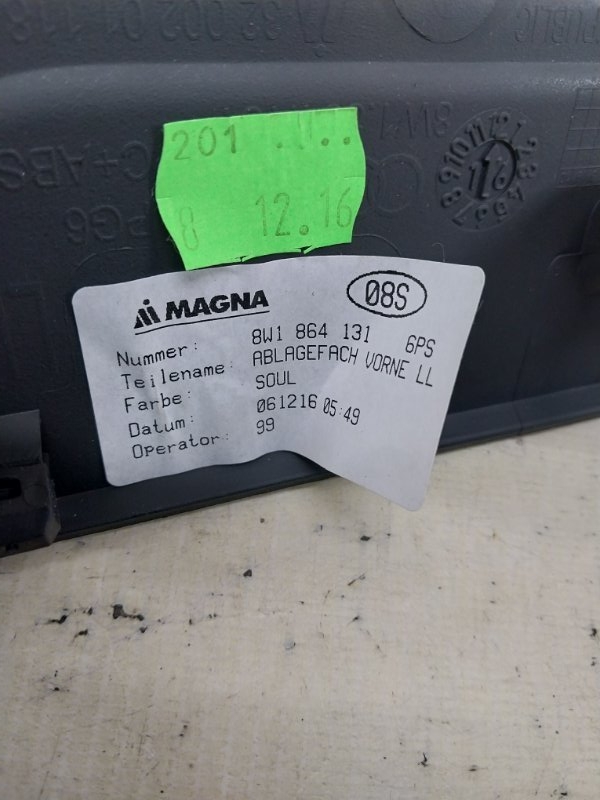 201 .07.
8 12.16
MAGNA
08S
Nummer: 8W1 864 131 6PS
Teilename: ABLAGEFACH VORNE LL
Farbe: SOUL
Datum: 061216 05:49
Operator: 99